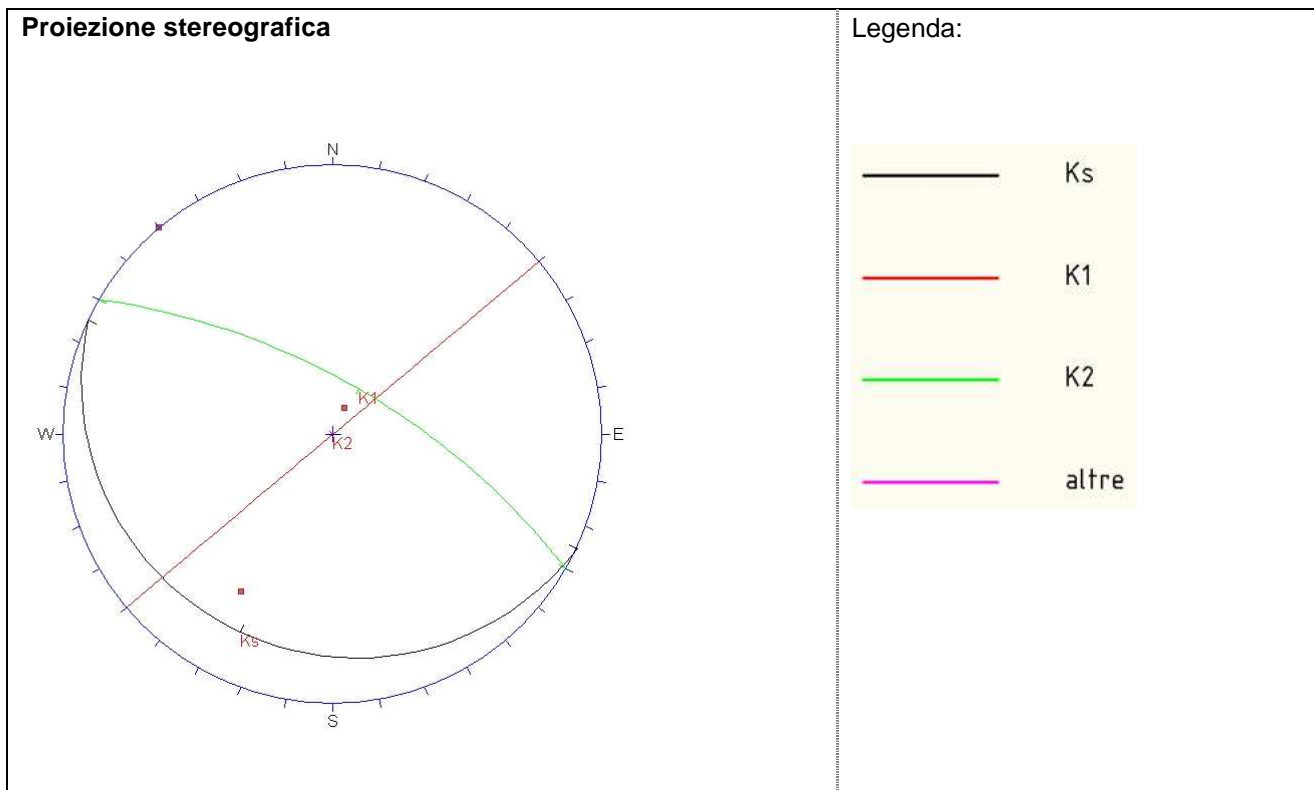 Proiezione stereografica
N
W
E
S
K1
K2
Ks
Legenda:
Ks
K1
K2
altre